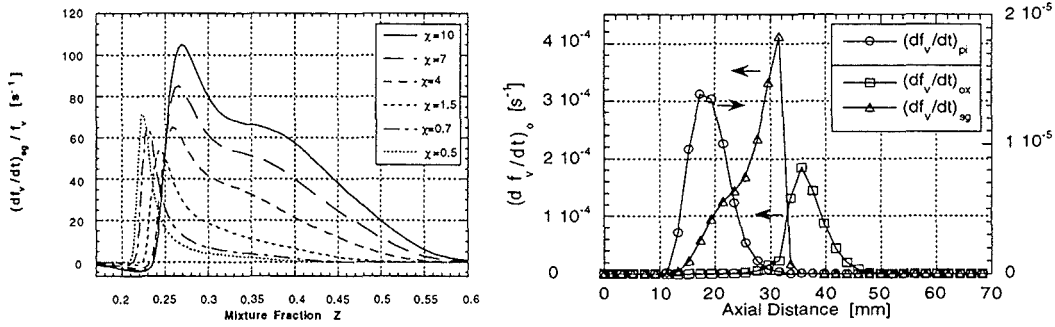 (df_v/dt)_sg / f_v [s⁻¹]
120
100
80
60
40
20
0
0.2
0.25
0.3
0.35
0.4
0.45
0.5
0.55
0.6
Mixture Fraction Z
χ=10
χ=7
χ=4
χ=1.5
χ=0.7
χ=0.5
(d f_v/dt)_o [s⁻¹]
4 10⁻⁴
3 10⁻⁴
2 10⁻⁴
1 10⁻⁴
0
0
10
20
30
40
50
60
70
Axial Distance [mm]
2 10⁻⁵
1 10⁻⁵
0
(df_v/dt)_pi
(df_v/dt)_ox
(df_v/dt)_sg